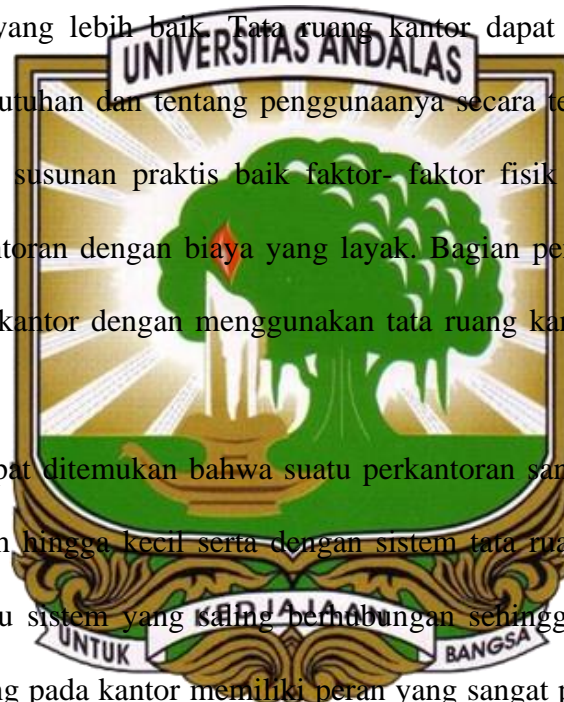 yang lebih baik. Tata ruang kantor dapat
UNIVERSITAS ANDALAS
utuhan dan tentang penggunaanya secara te
susunan praktis baik faktor- faktor fisik
ntoran dengan biaya yang layak. Bagian pe
kantor dengan menggunakan tata ruang kan
pat ditemukan bahwa suatu perkantoran san
n hingga kecil serta dengan sistem tata rua
u sistem yang saling berhubungan sehingg
KEDJAJAAN
UNTUK
BANGSA
ng pada kantor memiliki peran yang sangat p